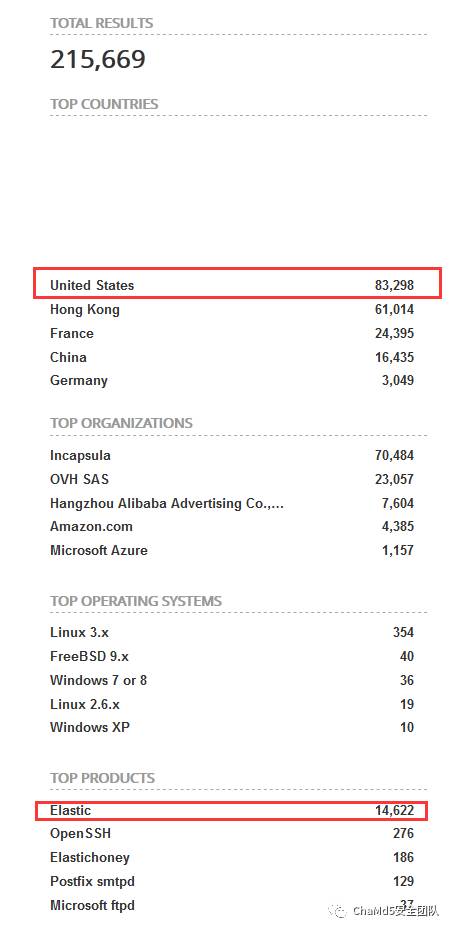 TOTAL RESULTS
215,669
TOP COUNTRIES
United States 83,298
Hong Kong 61,014
France 24,395
China 16,435
Germany 3,049
TOP ORGANIZATIONS
Incapsula 70,484
OVH SAS 23,057
Hangzhou Alibaba Advertising Co.,... 7,604
Amazon.com 4,385
Microsoft Azure 1,157
TOP OPERATING SYSTEMS
Linux 3.x 354
FreeBSD 9.x 40
Windows 7 or 8 36
Linux 2.6.x 19
Windows XP 10
TOP PRODUCTS
Elastic 14,622
OpenSSH 276
Elastichoney 186
Postfix smtpd 129
Microsoft ftpd 37
ChaMd5安全团队